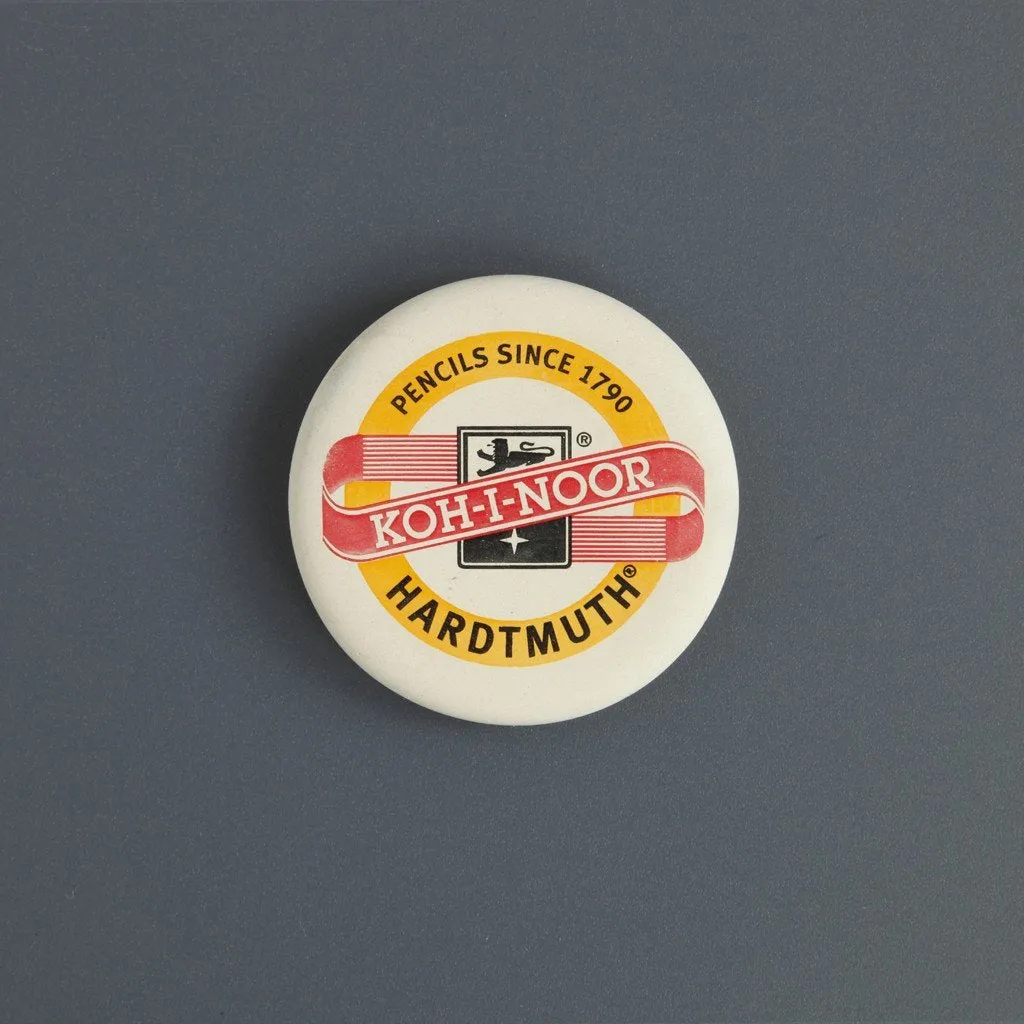 PENCILS SINCE 1790
®
KOH-I-NOOR
HARDTMUTH®